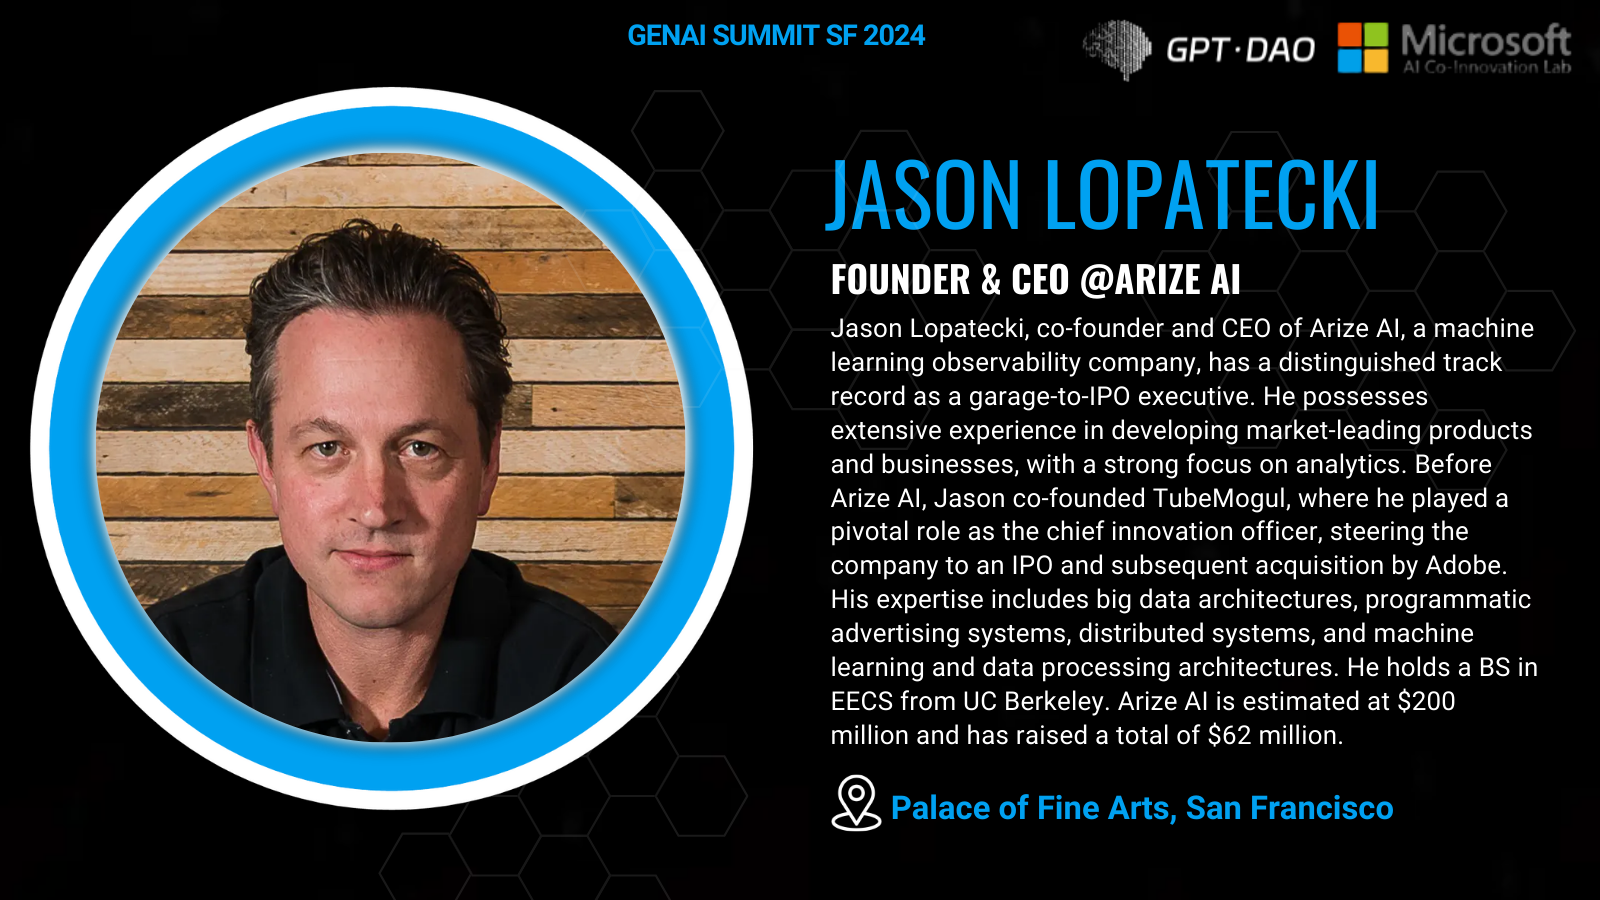 GENAI SUMMIT SF 2024
GPT·DAO
Microsoft
AI Co-Innovation Lab
JASON LOPATECKI
FOUNDER & CEO @ARIZE AI
Jason Lopatecki, co-founder and CEO of Arize AI, a machine
learning observability company, has a distinguished track
record as a garage-to-IPO executive. He possesses
extensive experience in developing market-leading products
and businesses, with a strong focus on analytics. Before
Arize AI, Jason co-founded TubeMogul, where he played a
pivotal role as the chief innovation officer, steering the
company to an IPO and subsequent acquisition by Adobe.
His expertise includes big data architectures, programmatic
advertising systems, distributed systems, and machine
learning and data processing architectures. He holds a BS in
EECS from UC Berkeley. Arize AI is estimated at $200
million and has raised a total of $62 million.
Palace of Fine Arts, San Francisco